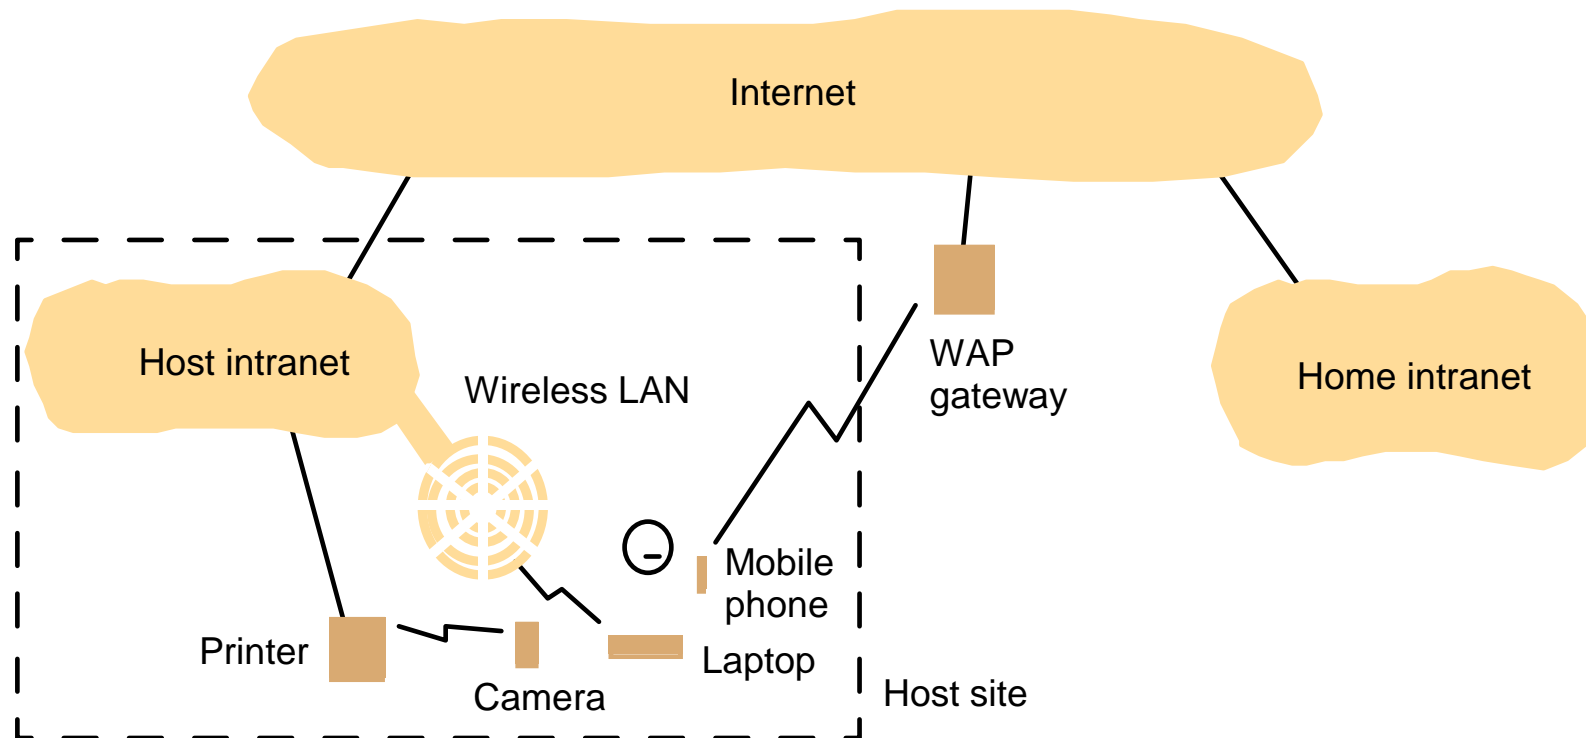 Internet
Host intranet
Wireless LAN
WAP
gateway
Home intranet
Mobile
phone
Printer
Camera
Laptop
Host site